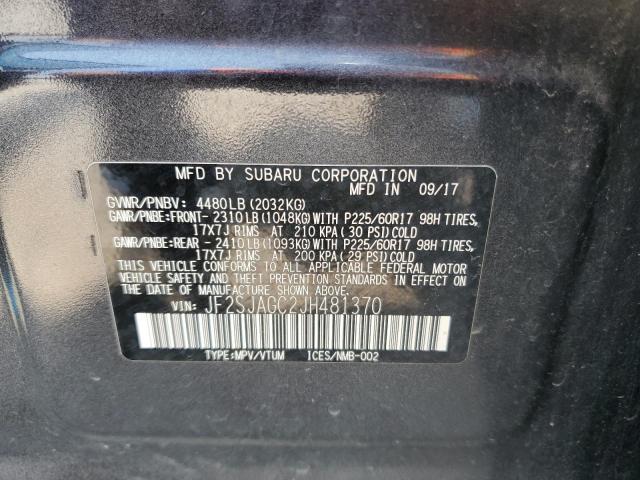 MFD BY SUBARU CORPORATION
MFD IN 09/17
GVWR/PNBV: 4480LB (2032KG)
GAWR/PNBE:FRONT- 2310LB(1048KG)WITH P225/60R17 98H TIRES,
17X7J RIMS AT 210 KPA ( 30 PSI)COLD
GAWR/PNBE:REAR - 2410LB(1093KG)WITH P225/60R17 98H TIRES,
17X7J RIMS AT 200 KPA (29 PSI)COLD
THIS VEHICLE CONFORMS TO ALL APPLICABLE FEDERAL MOTOR
VEHICLE SAFETY AND THEFT PREVENTION STANDARDS IN EFFECT
ON THE DATE OF MANUFACTURE SHOWN ABOVE.
VIN: JF2SJAGC2JH481370
TYPE:MPV/VTUM ICES/NMB-002